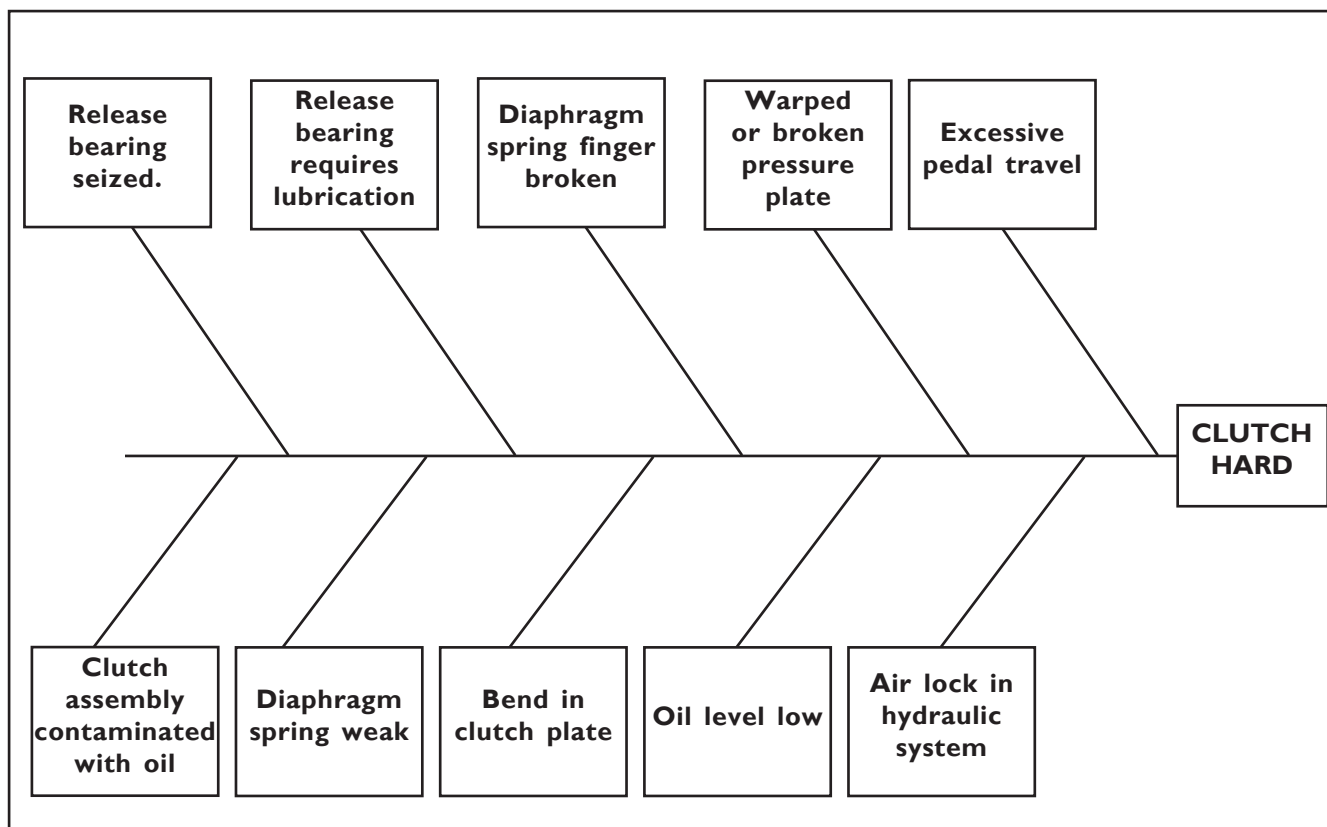 Release
bearing
seized.
Release
bearing
requires
lubrication
Diaphragm
spring finger
broken
Warped
or broken
pressure
plate
Excessive
pedal travel
CLUTCH
HARD
Clutch
assembly
contaminated
with oil
Diaphragm
spring weak
Bend in
clutch plate
Oil level low
Air lock in
hydraulic
system